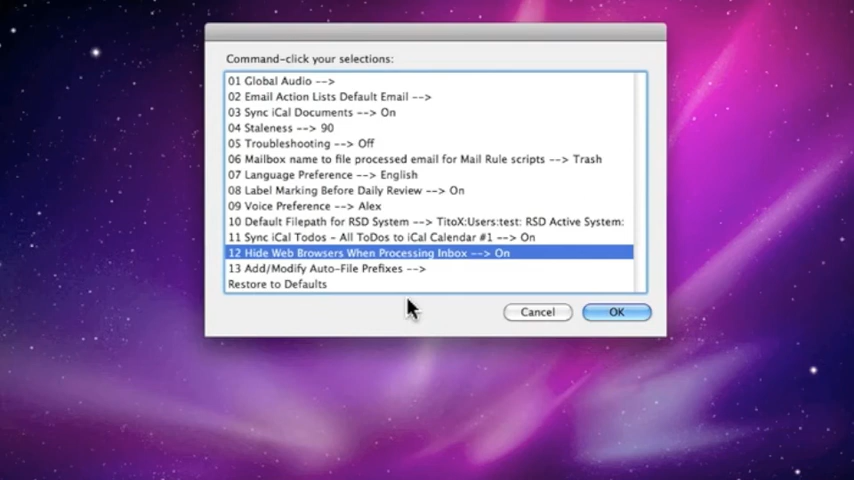 Command-click your selections:
01 Global Audio -->
02 Email Action Lists Default Email -->
03 Sync iCal Documents --> On
04 Staleness --> 90
05 Troubleshooting --> Off
06 Mailbox name to file processed email for Mail Rule scripts --> Trash
07 Language Preference --> English
08 Label Marking Before Daily Review --> On
09 Voice Preference --> Alex
10 Default Filepath for RSD System --> TitoX:Users:test: RSD Active System:
11 Sync iCal Todos - All ToDos to iCal Calendar #1 --> On
12 Hide Web Browsers When Processing Inbox --> On
13 Add/Modify Auto-File Prefixes -->
Restore to Defaults
Cancel OK